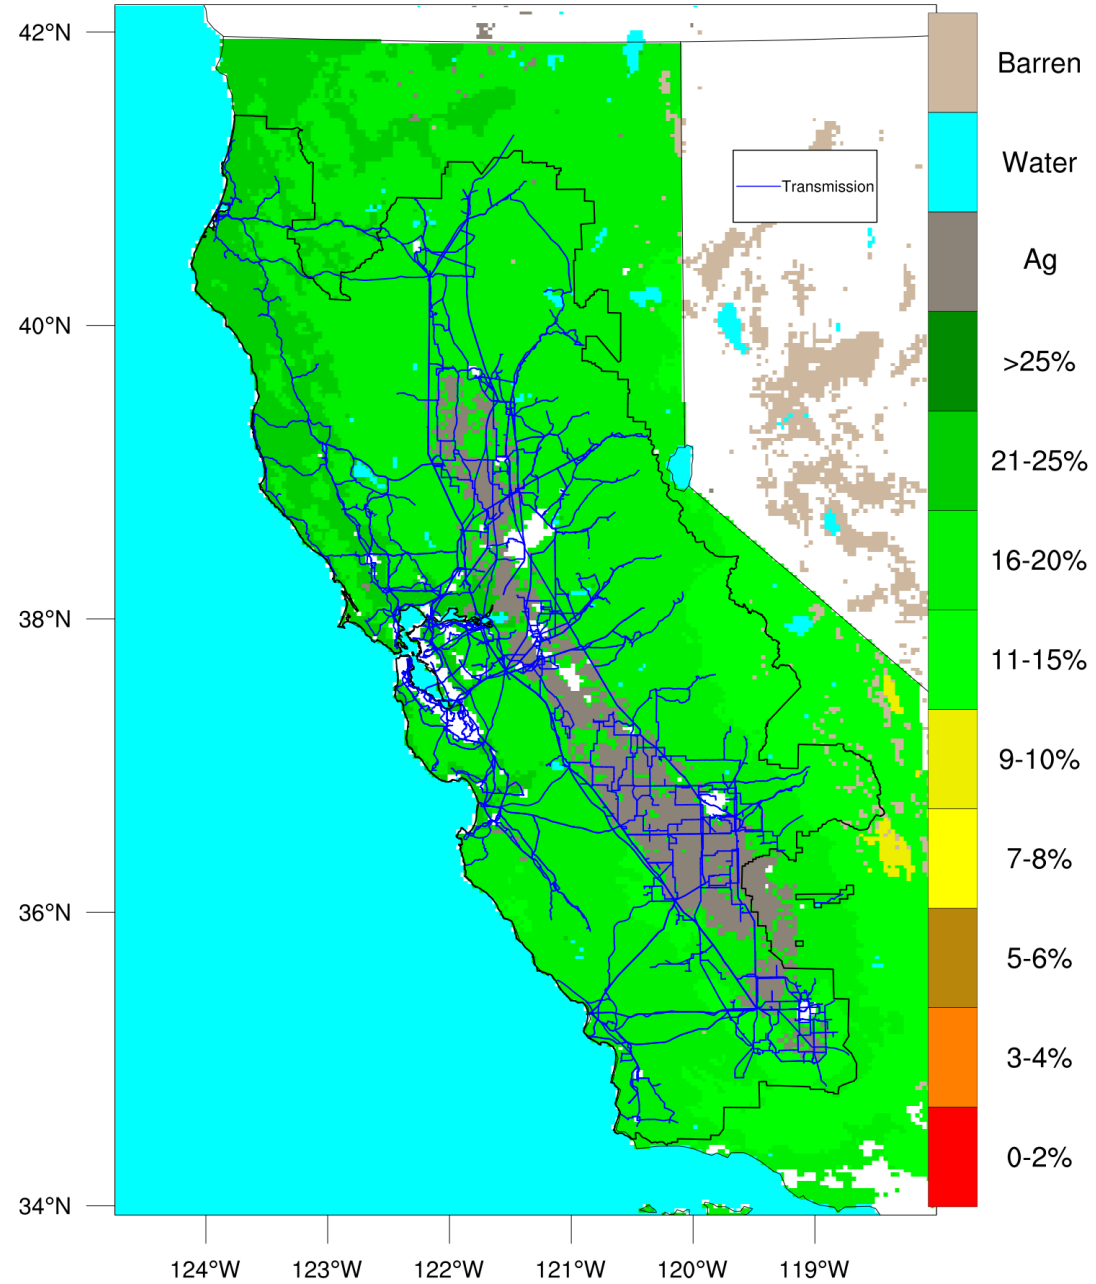 42°N
40°N
38°N
36°N
34°N
124°W
123°W
122°W
121°W
120°W
119°W
Transmission
Barren
Water
Ag
>25%
21-25%
16-20%
11-15%
9-10%
7-8%
5-6%
3-4%
0-2%